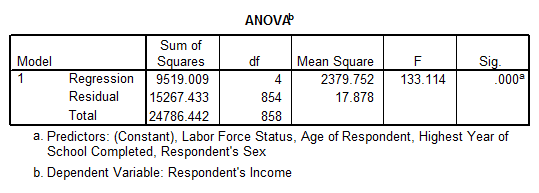 ANOVAb
Model Sum of Squares df Mean Square F Sig.
1 Regression 9519.009 4 2379.752 133.114 .000a
Residual 15267.433 854 17.878
Total 24786.442 858
a. Predictors: (Constant), Labor Force Status, Age of Respondent, Highest Year of
School Completed, Respondent's Sex
b. Dependent Variable: Respondent's Income